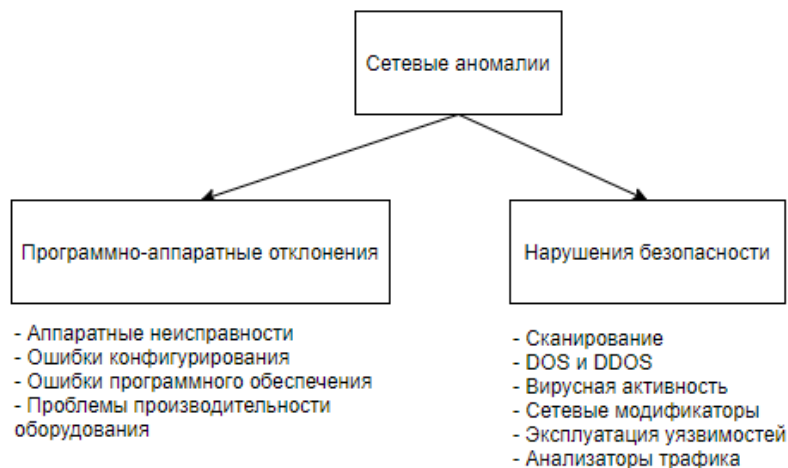 Сетевые аномалии
Программно-аппаратные отклонения
- Аппаратные неисправности
- Ошибки конфигурирования
- Ошибки программного обеспечения
- Проблемы производительности
оборудования
Нарушения безопасности
- Сканирование
- DOS и DDOS
- Вирусная активность
- Сетевые модификаторы
- Эксплуатация уязвимостей
- Анализаторы трафика